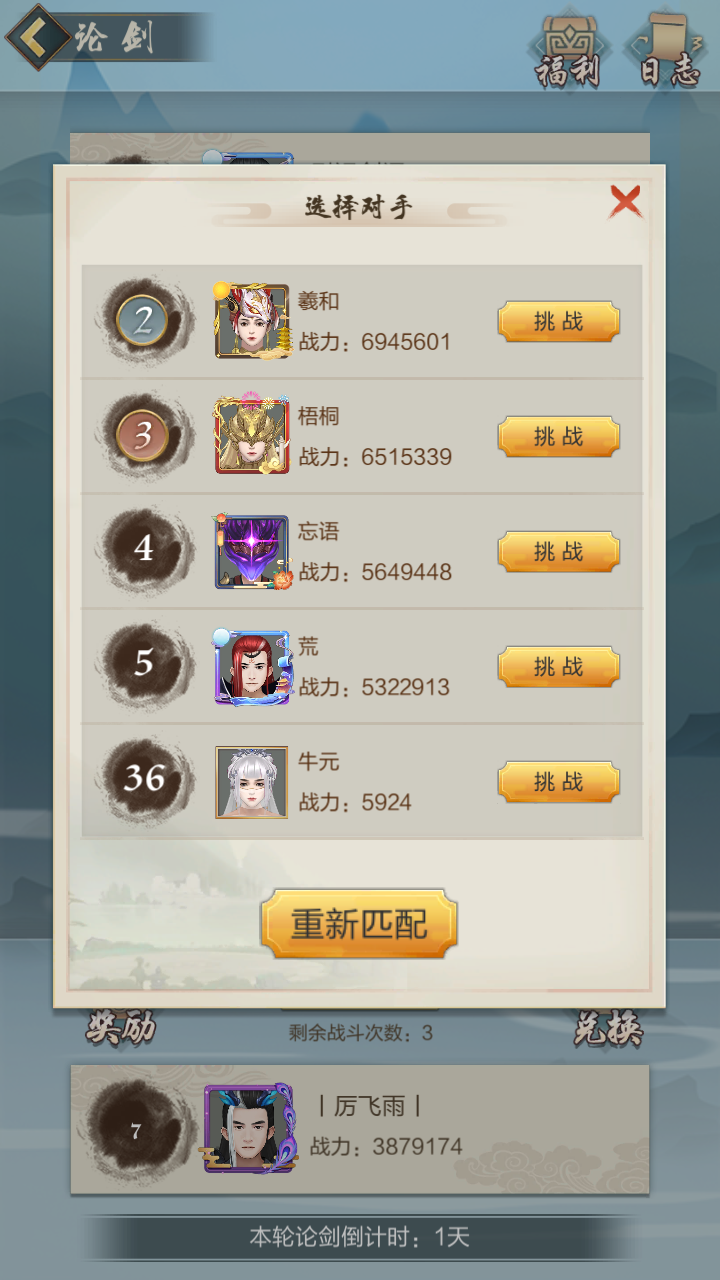 论剑
福利
日志
选择对手
2
羲和
战力：6945601
挑战
3
梧桐
战力：6515339
挑战
4
忘语
战力：5649448
挑战
5
荒
战力：5322913
挑战
36
牛元
战力：5924
挑战
重新匹配
奖励
剩余战斗次数：3
兑换
7
丨厉飞雨丨
战力：3879174
本轮论剑倒计时：1天